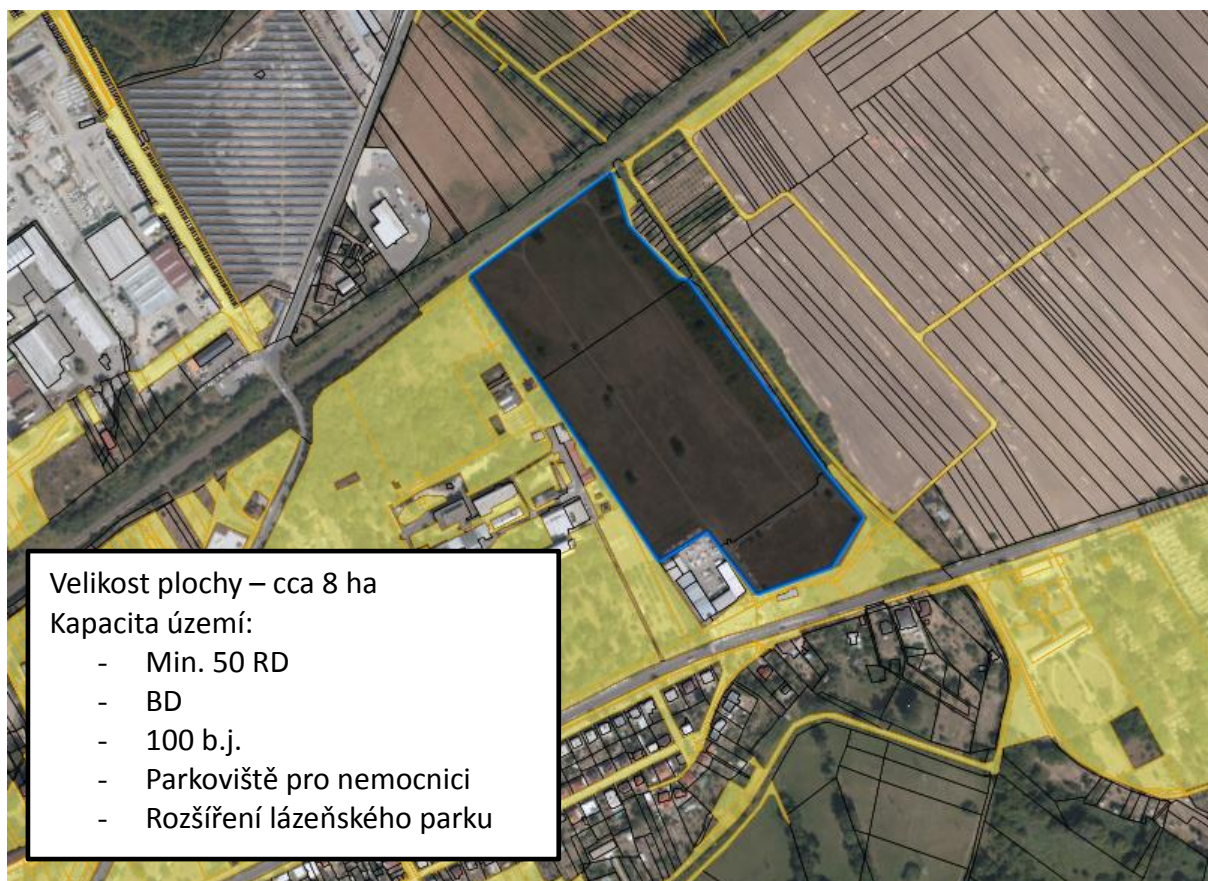 Velikost plochy – cca 8 ha
Kapacita území:
- Min. 50 RD
- BD
- 100 b.j.
- Parkoviště pro nemocnici
- Rozšíření lázeňského parku